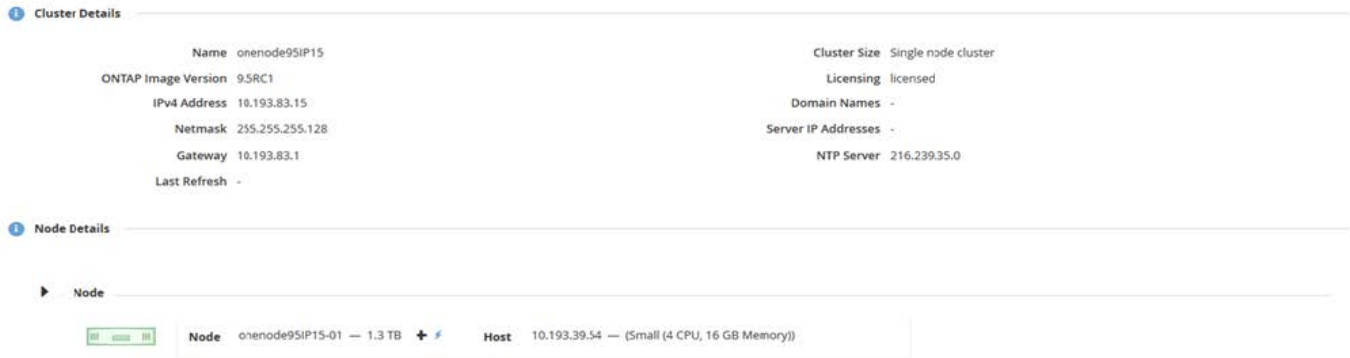 Cluster Details
Name onenode95IP15
Cluster Size Single node cluster
ONTAP Image Version 9.5RC1
Licensing licensed
IPv4 Address 10.193.83.15
Domain Names -
Netmask 255.255.255.128
Server IP Addresses -
Gateway 10.193.83.1
NTP Server 216.239.35.0
Last Refresh -
Node Details
Node
Node onenode95IP15-01 — 1.3 TB + Host 10.193.39.54 — (Small (4 CPU, 16 GB Memory))